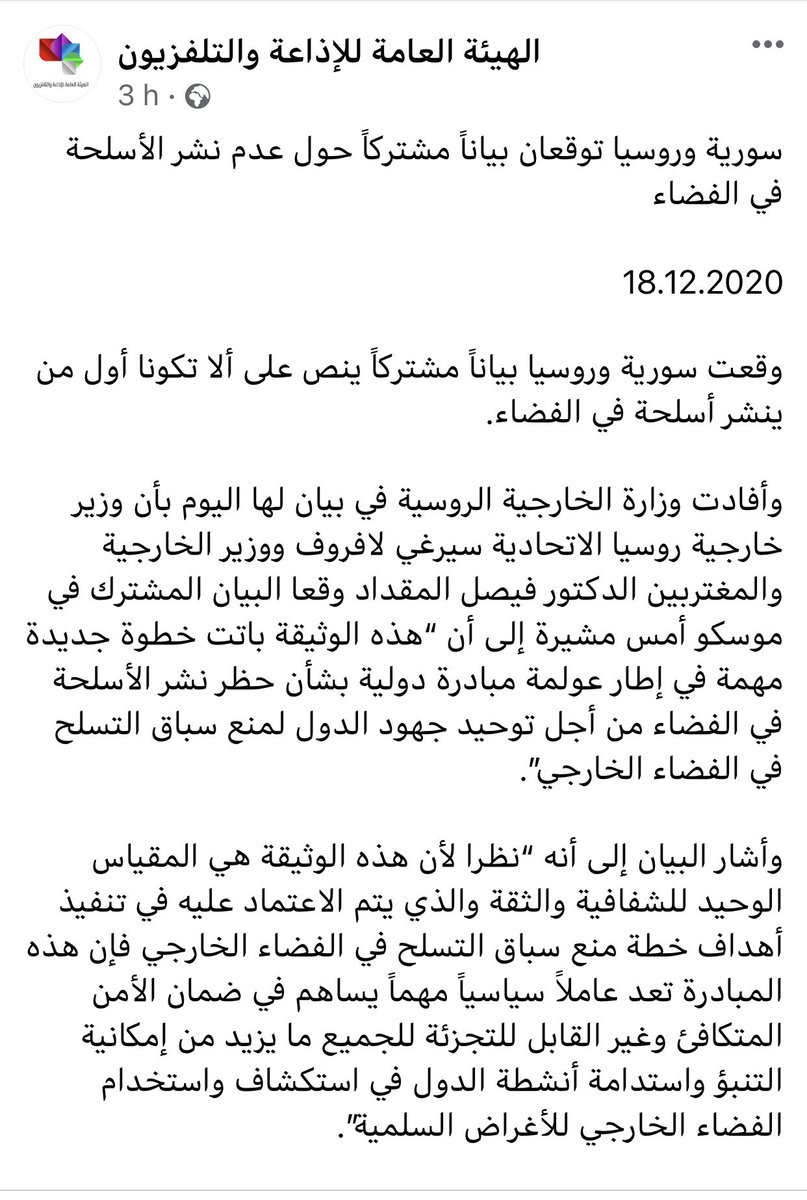 الهيئة العامة للإذاعة والتلفزيون
3 h ·
سورية وروسيا توقعان بياناً مشتركاً حول عدم نشر الأسلحة
في الفضاء
18.12.2020
وقعت سورية وروسيا بياناً مشتركاً ينص على ألا تكونا أول من
ينشر أسلحة في الفضاء.
وأفادت وزارة الخارجية الروسية في بيان لها اليوم بأن وزير
خارجية روسيا الاتحادية سيرغي لافروف ووزير الخارجية
والمغتربين الدكتور فيصل المقداد وقعا البيان المشترك في
موسكو أمس مشيرة إلى أن “هذه الوثيقة باتت خطوة جديدة
مهمة في إطار عولمة مبادرة دولية بشأن حظر نشر الأسلحة
في الفضاء من أجل توحيد جهود الدول لمنع سباق التسلح
في الفضاء الخارجي”.
وأشار البيان إلى أنه “نظرا لأن هذه الوثيقة هي المقياس
الوحيد للشفافية والثقة والذي يتم الاعتماد عليه في تنفيذ
أهداف خطة منع سباق التسلح في الفضاء الخارجي فإن هذه
المبادرة تعد عاملاً سياسياً مهماً يساهم في ضمان الأمن
المتكافئ وغير القابل للتجزئة للجميع ما يزيد من إمكانية
التنبؤ واستدامة أنشطة الدول في استكشاف واستخدام
الفضاء الخارجي للأغراض السلمية”.